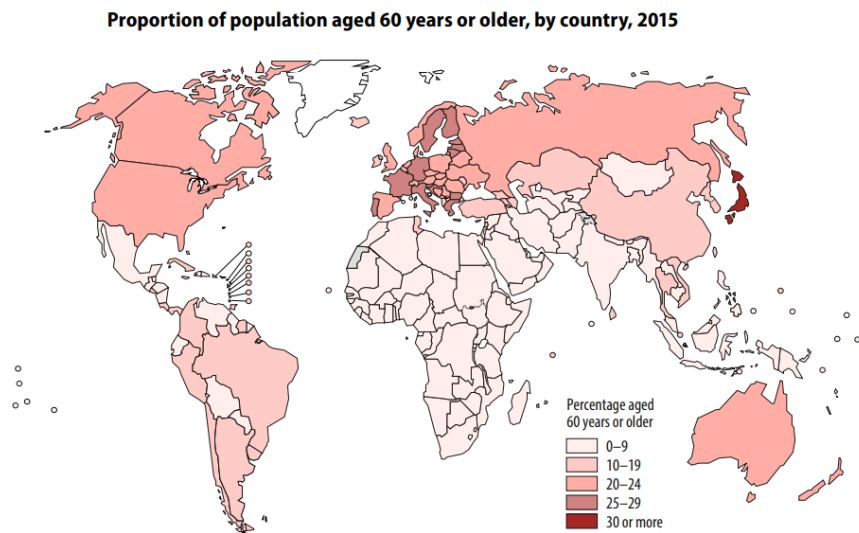 Proportion of population aged 60 years or older, by country, 2015
Percentage aged
60 years or older
0–9
10–19
20–24
25–29
30 or more